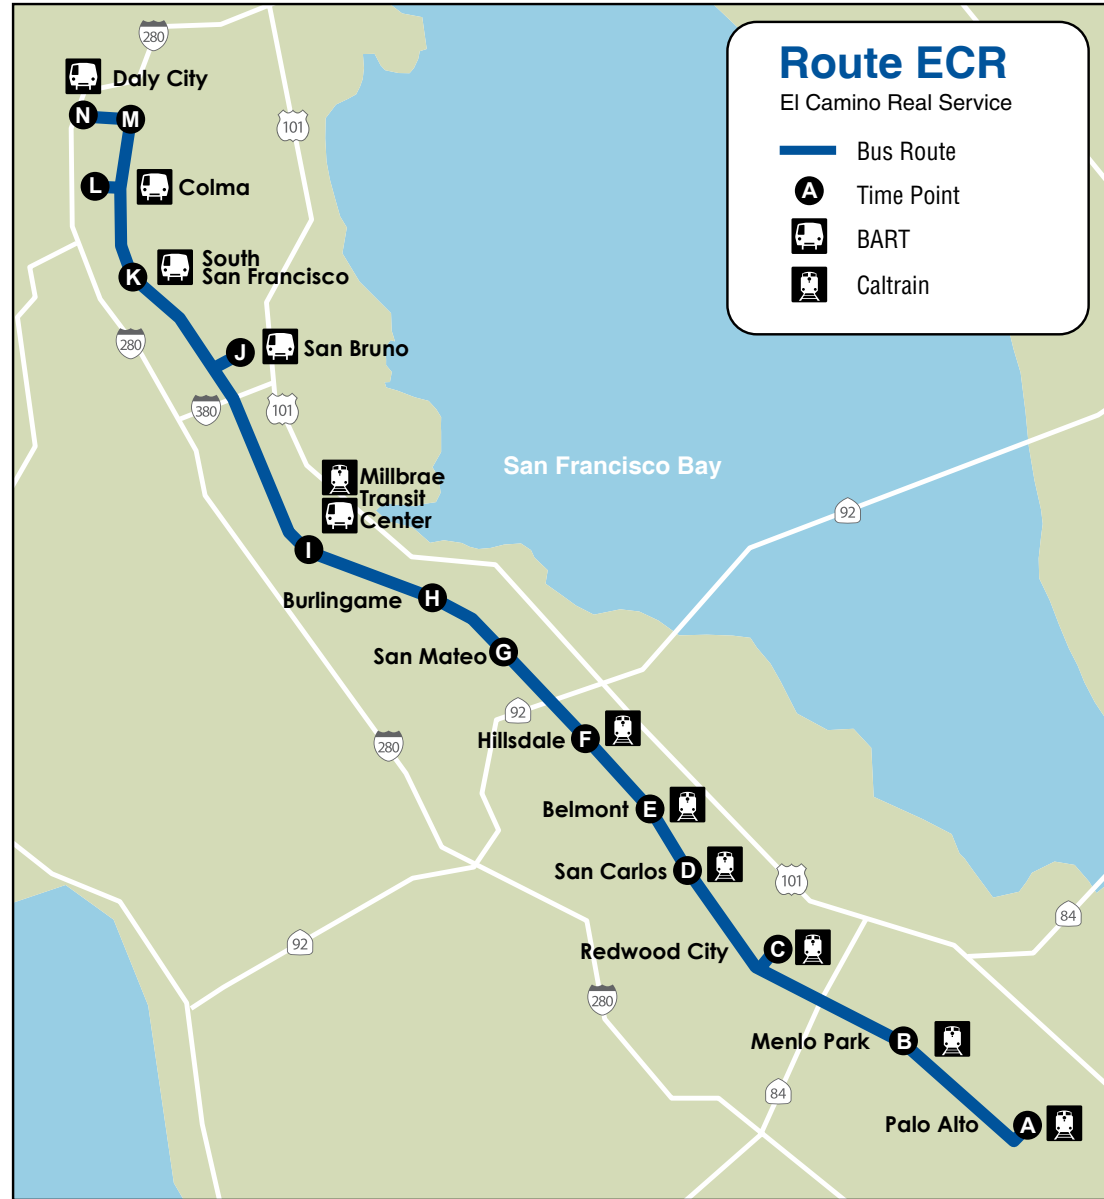 Route ECR
El Camino Real Service
Bus Route
A
Time Point
BART
Caltrain
280
Daly City
N
M
101
L
Colma
K
South
San Francisco
280
J
San Bruno
380
101
San Francisco Bay
Millbrae
Transit
Center
92
I
Burlingame
H
San Mateo
G
92
280
Hillsdale
F
Belmont
E
San Carlos
D
101
84
92
Redwood City
C
280
Menlo Park
B
84
Palo Alto
A